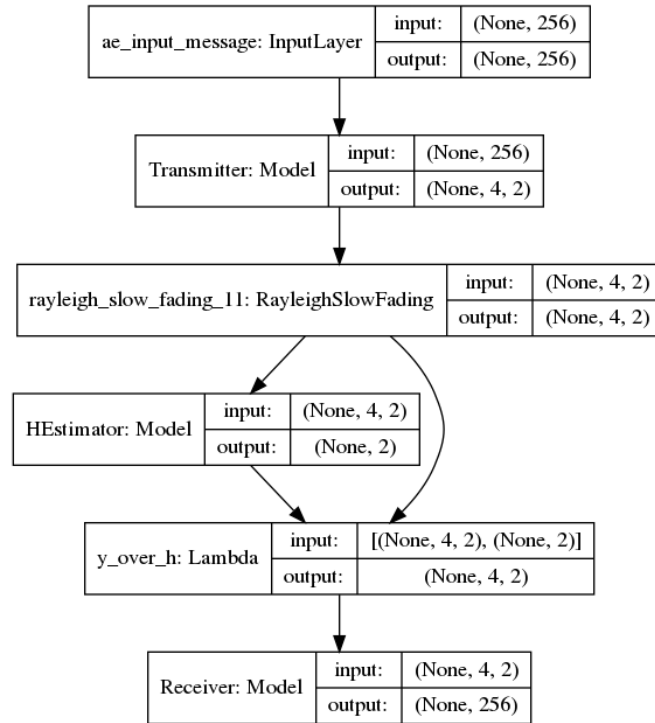 ae_input_message: InputLayer
input: (None, 256)
output: (None, 256)
Transmitter: Model
input: (None, 256)
output: (None, 4, 2)
rayleigh_slow_fading_11: RayleighSlowFading
input: (None, 4, 2)
output: (None, 4, 2)
HEstimator: Model
input: (None, 4, 2)
output: (None, 2)
y_over_h: Lambda
input: [(None, 4, 2), (None, 2)]
output: (None, 4, 2)
Receiver: Model
input: (None, 4, 2)
output: (None, 256)